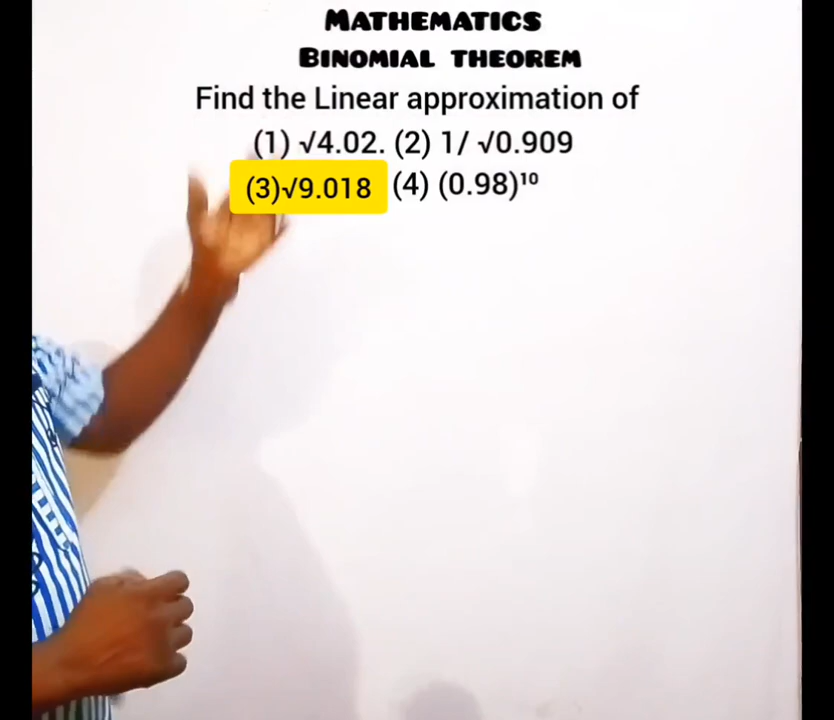 MATHEMATICS
BINOMIAL THEOREM
Find the Linear approximation of
(1) √4.02. (2) 1/ √0.909
(3)√9.018 (4) (0.98)¹⁰